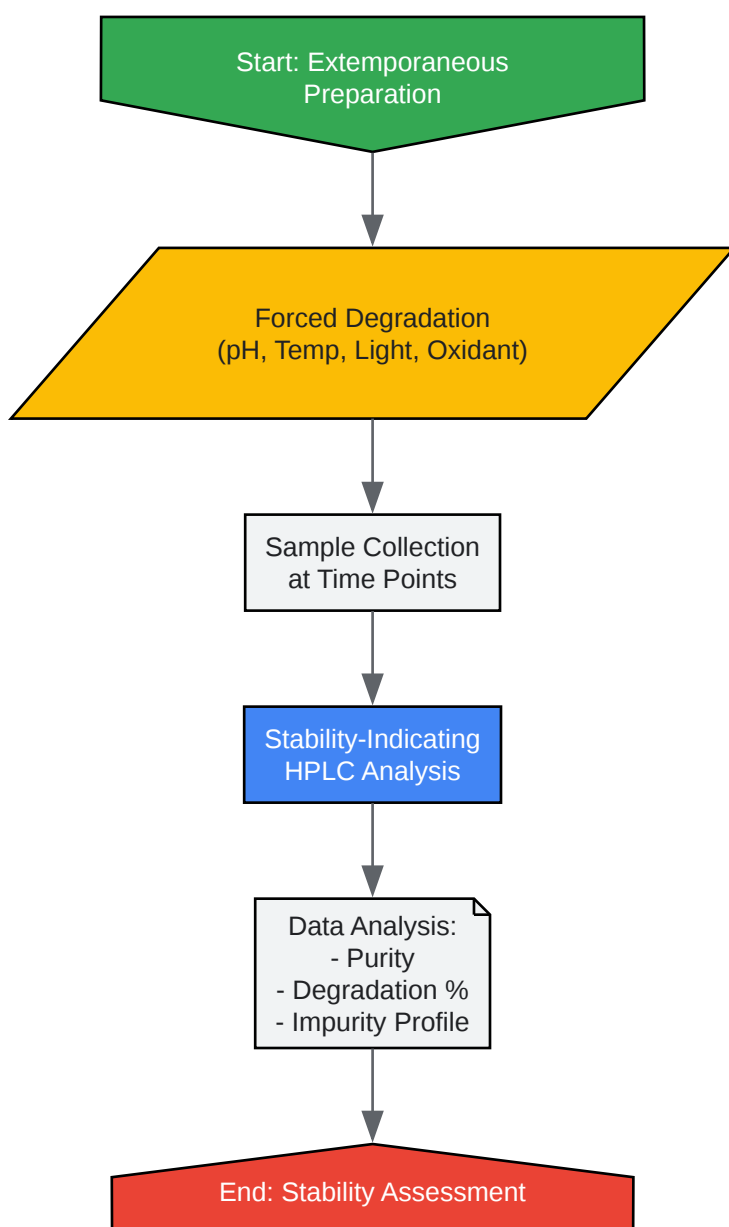 Start: Extemporaneous
Preparation
Forced Degradation
(pH, Temp, Light, Oxidant)
Sample Collection
at Time Points
Stability-Indicating
HPLC Analysis
Data Analysis:
- Purity
- Degradation %
- Impurity Profile
End: Stability Assessment